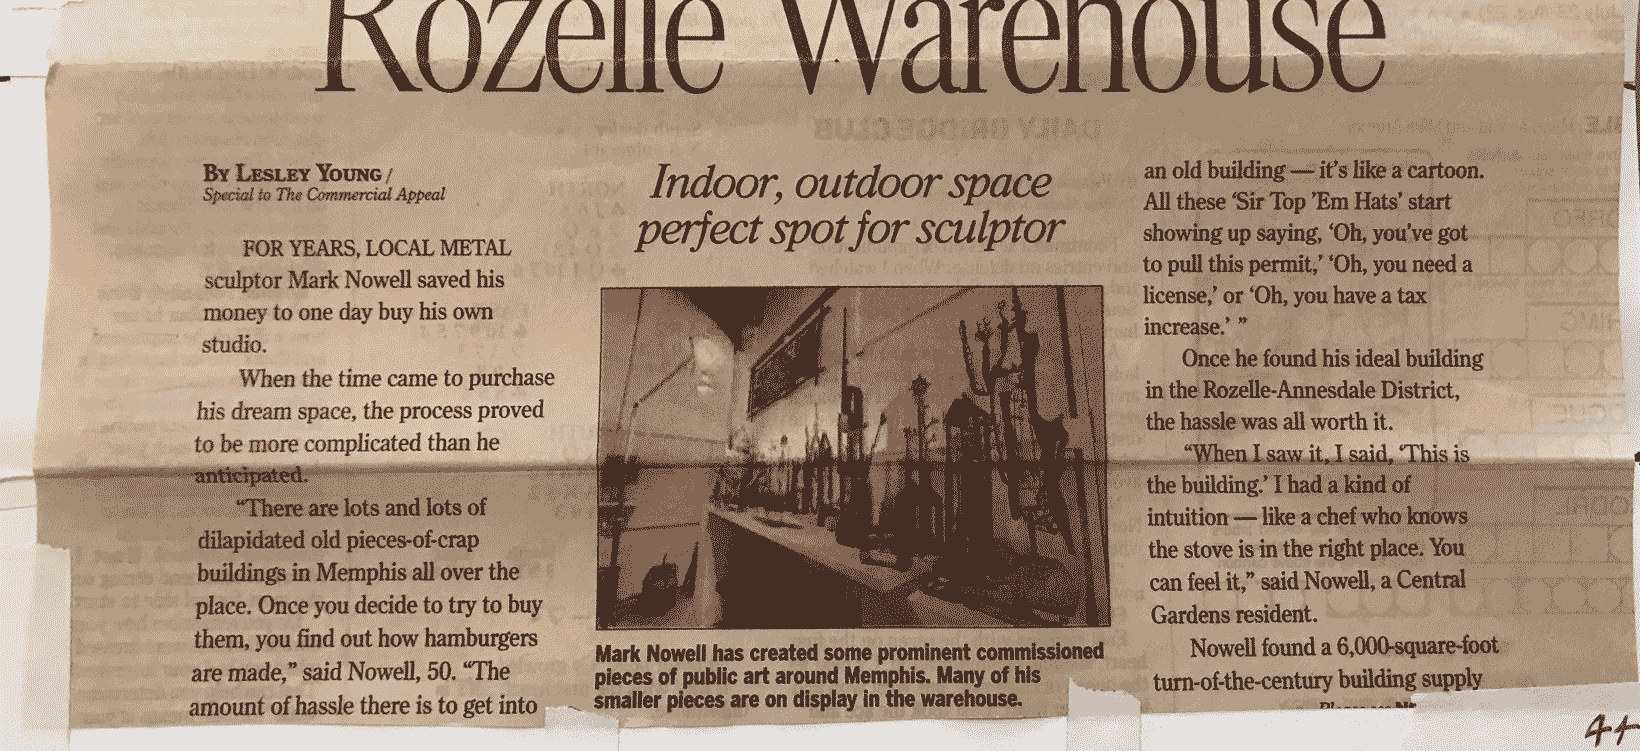 Rozelle Warehouse
BY LESLEY YOUNG /
Special to The Commercial Appeal
FOR YEARS, LOCAL METAL
sculptor Mark Nowell saved his
money to one day buy his own
studio.
When the time came to purchase
his dream space, the process proved
to be more complicated than he
anticipated.
“There are lots and lots of
dilapidated old pieces-of-crap
buildings in Memphis all over the
place. Once you decide to try to buy
them, you find out how hamburgers
are made,” said Nowell, 50. “The
amount of hassle there is to get into
Indoor, outdoor space
perfect spot for sculptor
Mark Nowell has created some prominent commissioned
pieces of public art around Memphis. Many of his
smaller pieces are on display in the warehouse.
an old building — it’s like a cartoon.
All these ‘Sir Top ’Em Hats’ start
showing up saying, ‘Oh, you’ve got
to pull this permit,’ ‘Oh, you need a
license,’ or ‘Oh, you have a tax
increase.’ ”
Once he found his ideal building
in the Rozelle-Annesdale District,
the hassle was all worth it.
“When I saw it, I said, ‘This is
the building.’ I had a kind of
intuition — like a chef who knows
the stove is in the right place. You
can feel it,” said Nowell, a Central
Gardens resident.
Nowell found a 6,000-square-foot
turn-of-the-century building supply
DAILY BRIDGE CLUB